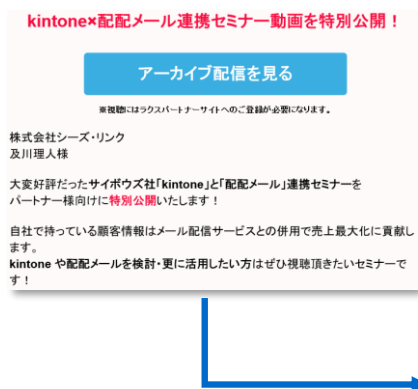 kintone×配配メール連携セミナー動画を特別公開！
アーカイブ配信を見る
※視聴にはラクスパートナーサイトへのご登録が必要になります。
株式会社シーズ・リンク
及川理人様
大変好評だったサイボウズ社「kintone」と「配配メール」連携セミナーを
パートナー様向けに特別公開いたします！
自社で持っている顧客情報はメール配信サービスとの併用で売上最大化に貢献し
ます。
kintone や配配メールを検討・更に活用したい方はぜひ視聴頂きたいセミナーで
す！